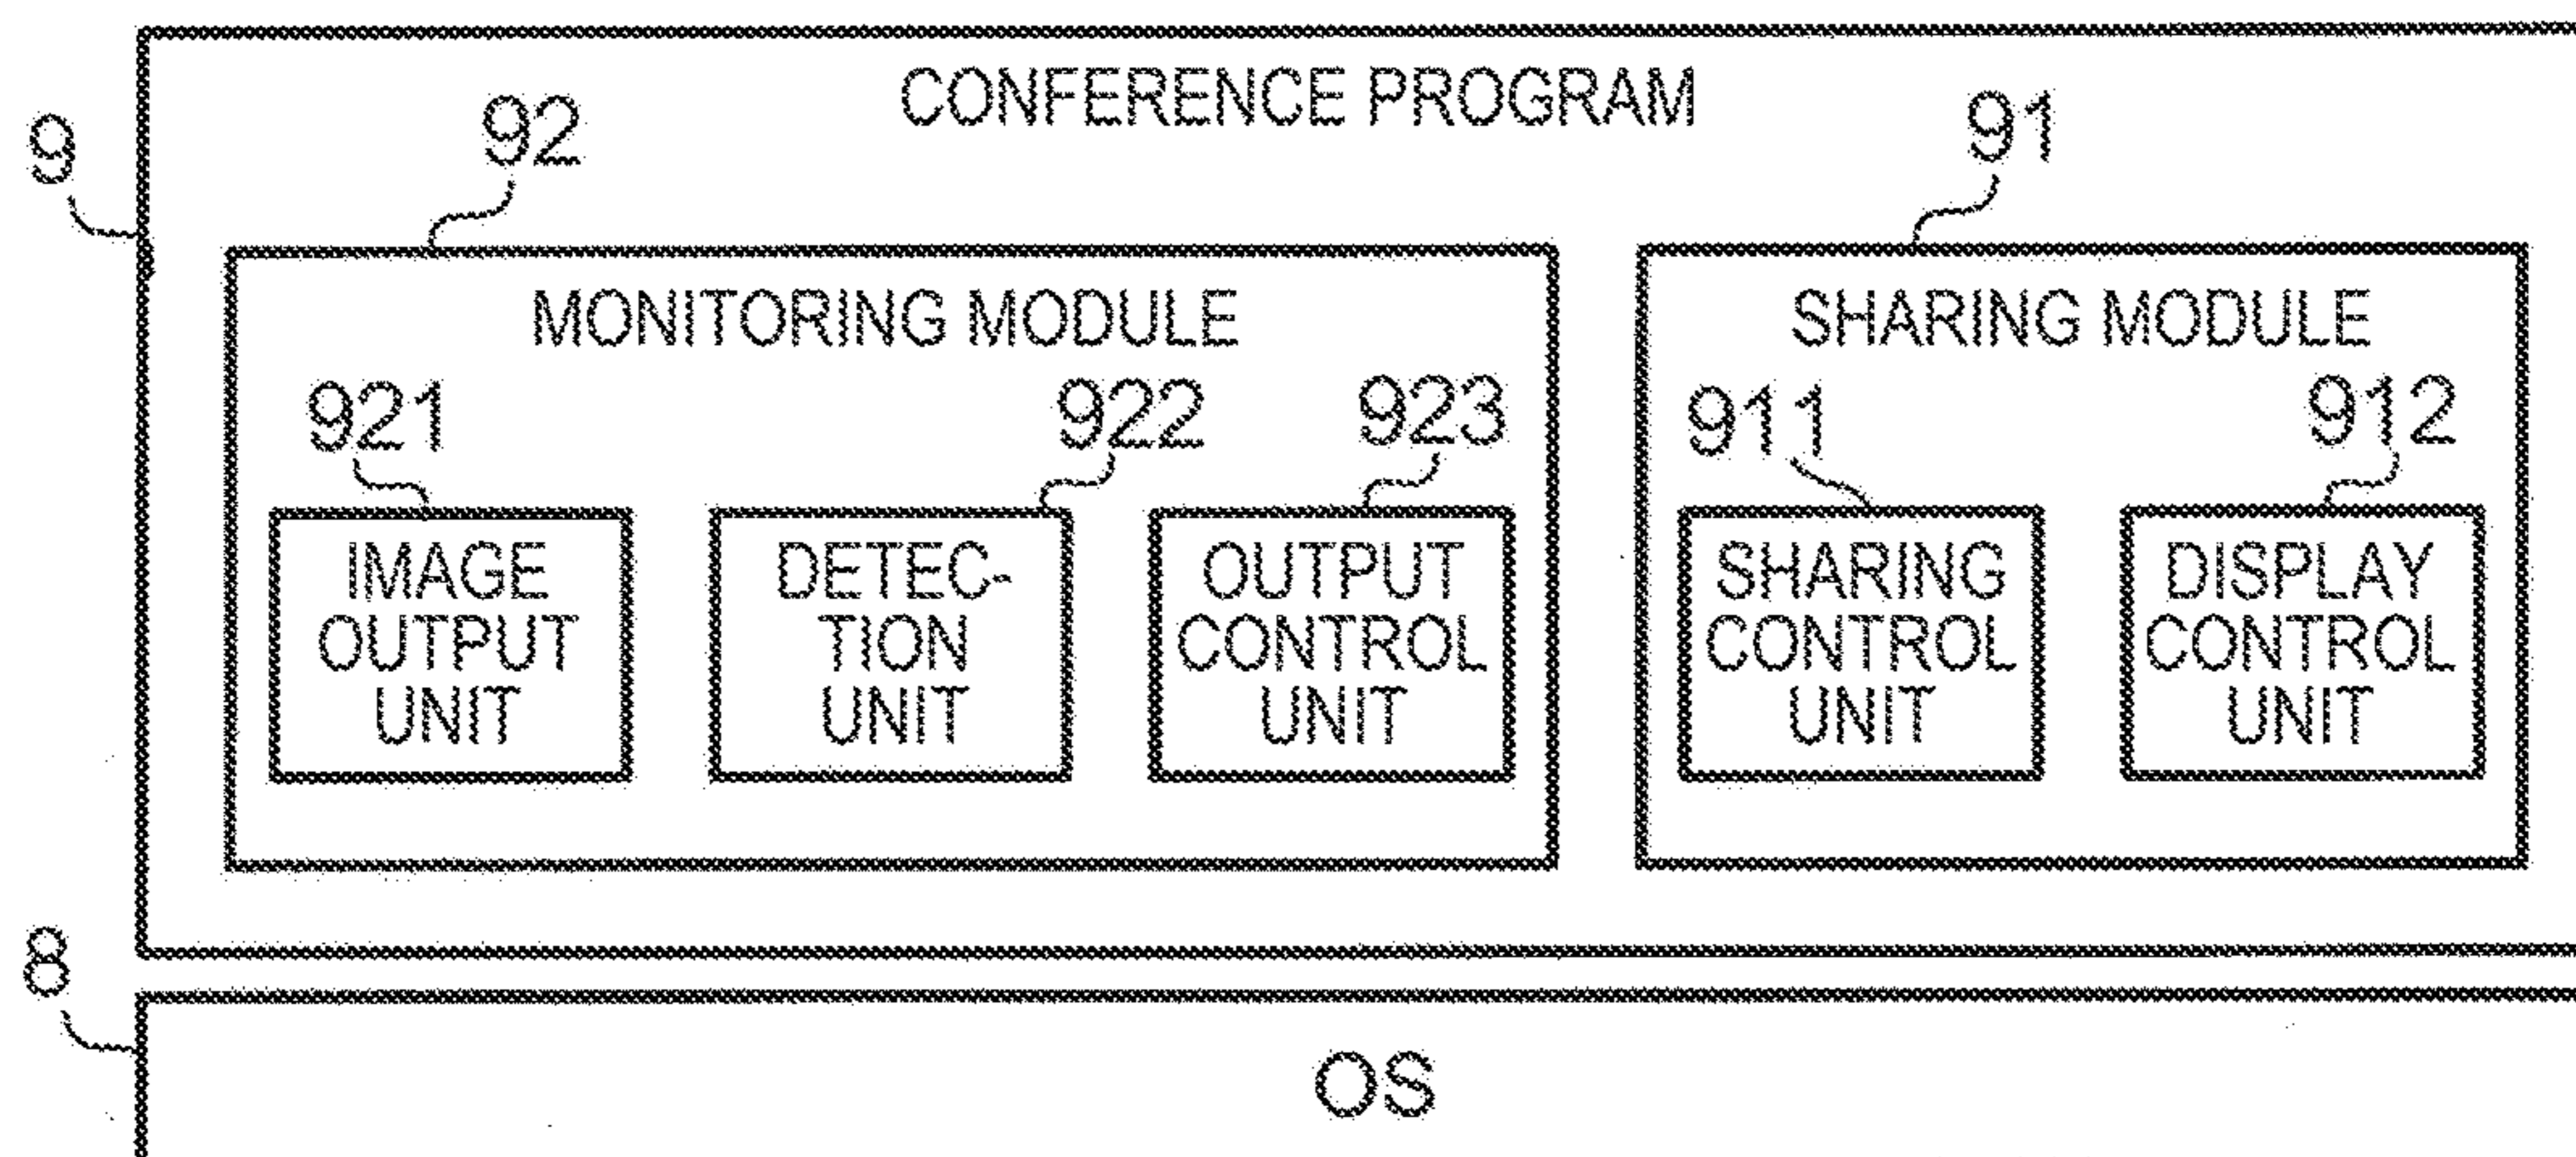 CONFERENCE PROGRAM
9
92
91
MONITORING MODULE
921
922
923
IMAGE
OUTPUT
UNIT
DETEC-
TION
UNIT
OUTPUT
CONTROL
UNIT
SHARING MODULE
911
912
SHARING
CONTROL
UNIT
DISPLAY
CONTROL
UNIT
8
OS